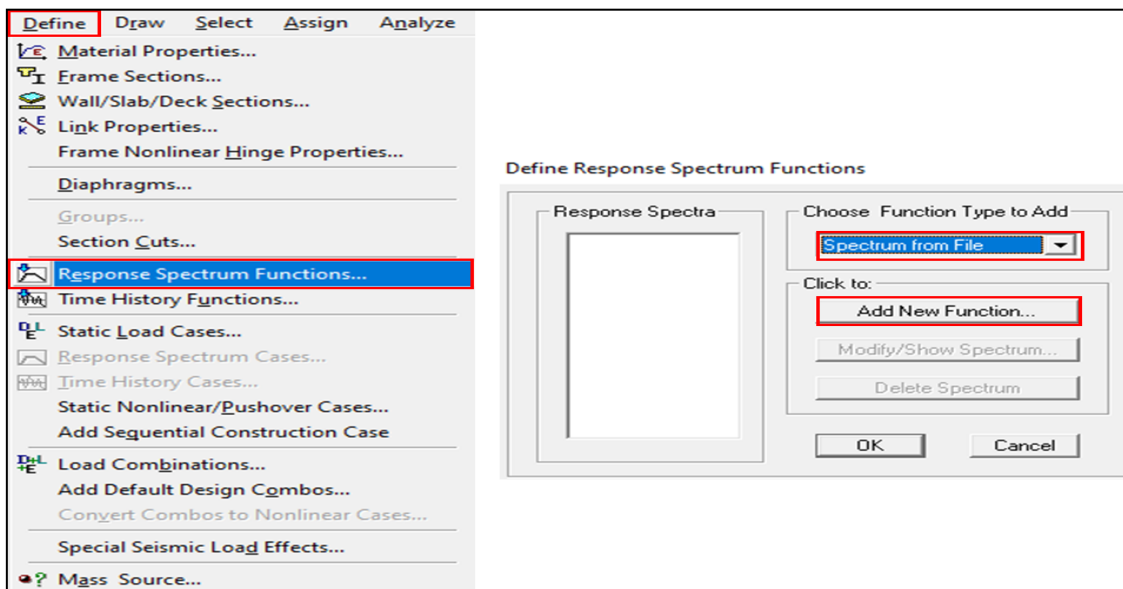 Define Draw Select Assign Analyze
Material Properties...
Frame Sections...
Wall/Slab/Deck Sections...
Link Properties...
Frame Nonlinear Hinge Properties...
Diaphragms...
Groups...
Section Cuts...
Response Spectrum Functions...
Time History Functions...
Static Load Cases...
Response Spectrum Cases...
Time History Cases...
Static Nonlinear/Pushover Cases...
Add Sequential Construction Case
Load Combinations...
Add Default Design Combos...
Convert Combos to Nonlinear Cases...
Special Seismic Load Effects...
Mass Source...
Define Response Spectrum Functions
Response Spectra
Choose Function Type to Add
Spectrum from File
Click to:
Add New Function...
Modify/Show Spectrum...
Delete Spectrum
OK Cancel